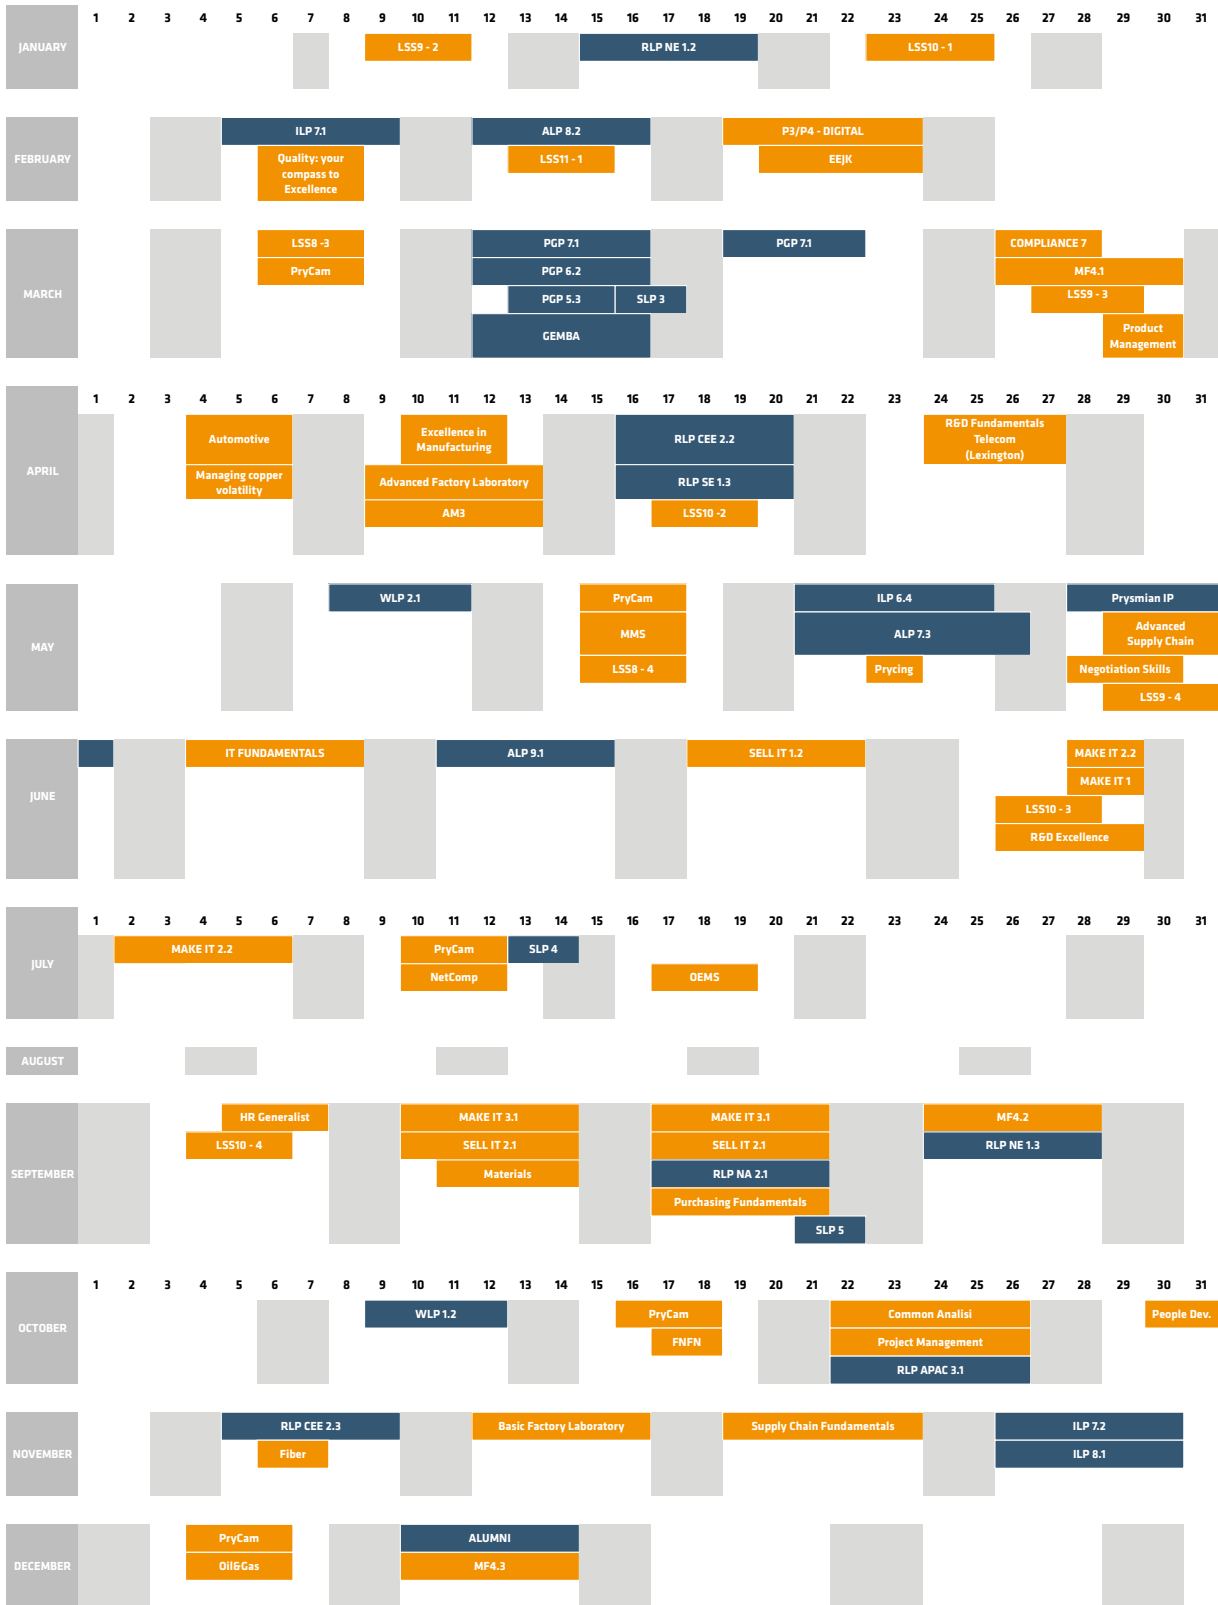 1 2 3 4 5 6 7 8 9 10 11 12 13 14 15 16 17 18 19 20 21 22 23 24 25 26 27 28 29 30 31
JANUARY
LSS9 - 2
RLP NE 1.2
LSS10 - 1
FEBRUARY
ILP 7.1
ALP 8.2
P3/P4 - DIGITAL
Quality: your
compass to
Excellence
LSS11 - 1
EEJK
MARCH
LSS8 -3
PGP 7.1
PGP 7.1
COMPLIANCE 7
PryCam
PGP 6.2
MF4.1
PGP 5.3
SLP 3
LSS9 - 3
GEMBA
Product
Management
1 2 3 4 5 6 7 8 9 10 11 12 13 14 15 16 17 18 19 20 21 22 23 24 25 26 27 28 29 30 31
APRIL
Automotive
Excellence in
Manufacturing
RLP CEE 2.2
R&D Fundamentals
Telecom
(Lexington)
Managing copper
volatility
Advanced Factory Laboratory
RLP SE 1.3
AM3
LSS10 -2
MAY
WLP 2.1
PryCam
ILP 6.4
Prysmian IP
MMS
ALP 7.3
Advanced
Supply Chain
LSS8 - 4
Prycing
Negotiation Skills
LSS9 - 4
JUNE
IT FUNDAMENTALS
ALP 9.1
SELL IT 1.2
MAKE IT 2.2
MAKE IT 1
LSS10 - 3
R&D Excellence
1 2 3 4 5 6 7 8 9 10 11 12 13 14 15 16 17 18 19 20 21 22 23 24 25 26 27 28 29 30 31
JULY
MAKE IT 2.2
PryCam
SLP 4
NetComp
OEMS
AUGUST
SEPTEMBER
HR Generalist
MAKE IT 3.1
MAKE IT 3.1
MF4.2
LSS10 - 4
SELL IT 2.1
SELL IT 2.1
RLP NE 1.3
Materials
RLP NA 2.1
Purchasing Fundamentals
SLP 5
1 2 3 4 5 6 7 8 9 10 11 12 13 14 15 16 17 18 19 20 21 22 23 24 25 26 27 28 29 30 31
OCTOBER
WLP 1.2
PryCam
Common Analisi
People Dev.
FNFN
Project Management
RLP APAC 3.1
NOVEMBER
RLP CEE 2.3
Basic Factory Laboratory
Supply Chain Fundamentals
ILP 7.2
Fiber
ILP 8.1
DECEMBER
PryCam
ALUMNI
Oil&Gas
MF4.3